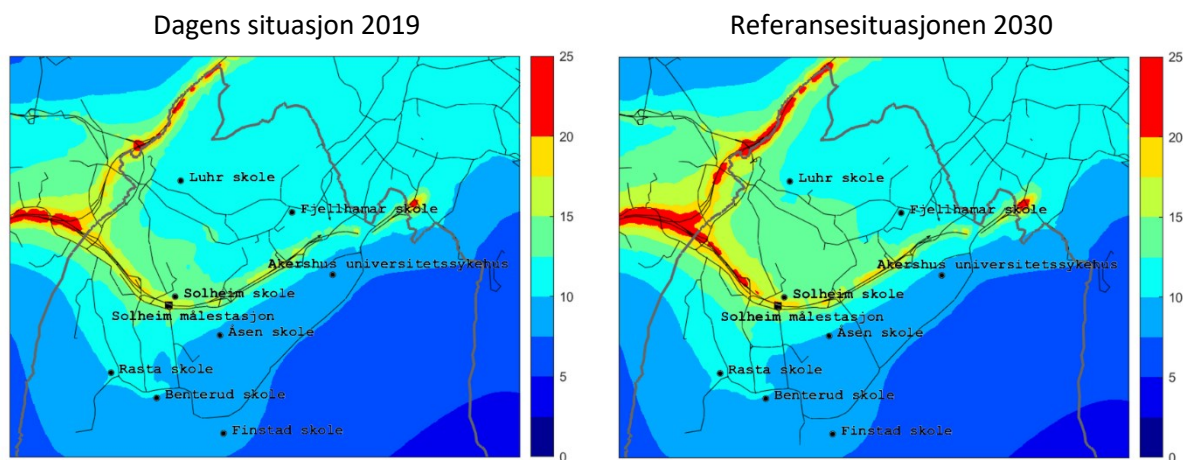 Dagens situasjon 2019
Luhr skole
Fjellhamar skole
Akershus universitetssykehus
Solheim skole
Solheim målestasjon
Åsen skole
Rasta skole
Benterud skole
Finstad skole
25
20
15
10
5
0
Referansesituasjonen 2030
Luhr skole
Fjellhamar skole
Akershus universitetssykehus
Solheim skole
Solheim målestasjon
Åsen skole
Rasta skole
Benterud skole
Finstad skole
25
20
15
10
5
0